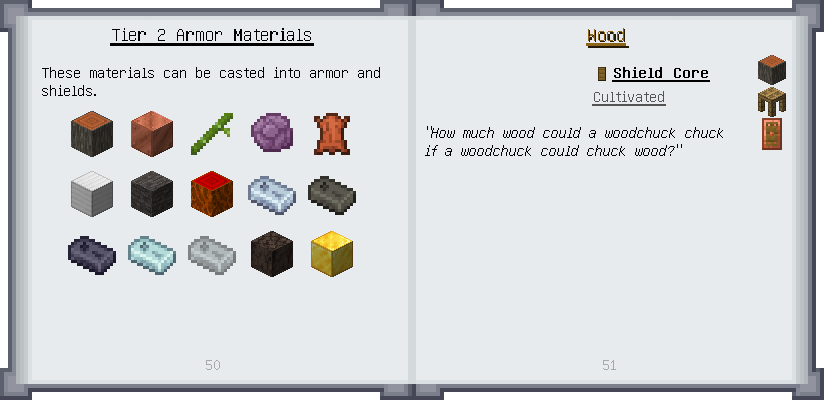 Tier 2 Armor Materials
These materials can be casted into armor and
shields.
50
Wood
Shield Core
Cultivated
"How much wood could a woodchuck chuck
if a woodchuck could chuck wood?"
51